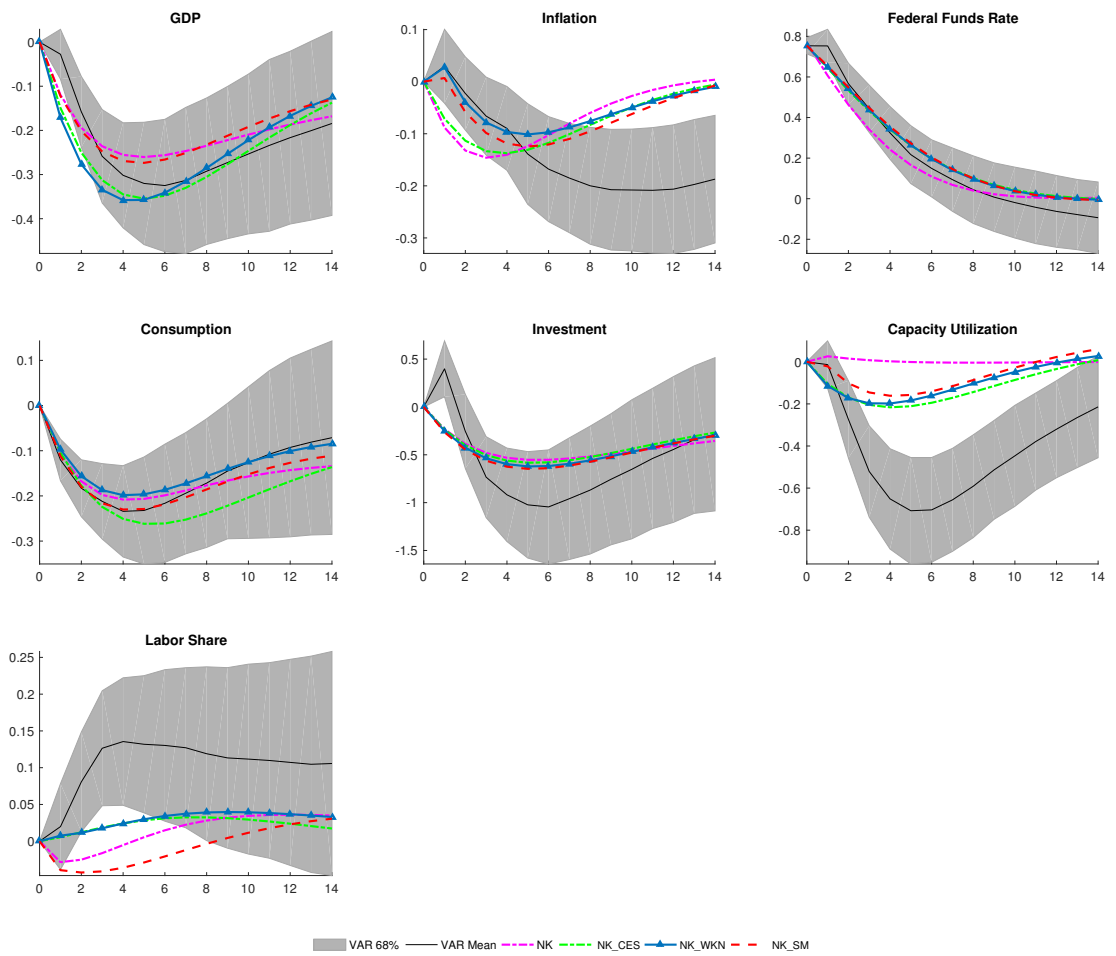 GDP
Inflation
Federal Funds Rate
0
-0.1
-0.2
-0.3
-0.4
0 2 4 6 8 10 12 14
0.1
0
-0.1
-0.2
-0.3
0 2 4 6 8 10 12 14
0.8
0.6
0.4
0.2
0
-0.2
0 2 4 6 8 10 12 14
Consumption
Investment
Capacity Utilization
0.1
0
-0.1
-0.2
-0.3
0 2 4 6 8 10 12 14
0.5
0
-0.5
-1
-1.5
0 2 4 6 8 10 12 14
0
-0.2
-0.4
-0.6
-0.8
0 2 4 6 8 10 12 14
Labor Share
0.25
0.2
0.15
0.1
0.05
0
0 2 4 6 8 10 12 14
VAR 68% VAR Mean NK NK_CES NK_WKN NK_SM